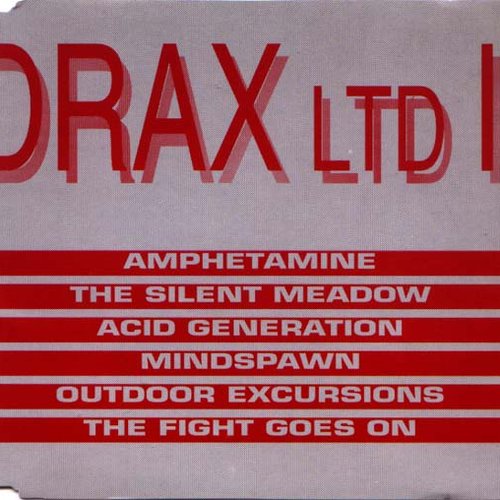 DRAX LTD I
AMPHETAMINE
THE SILENT MEADOW
ACID GENERATION
MINDSPAWN
OUTDOOR EXCURSIONS
THE FIGHT GOES ON